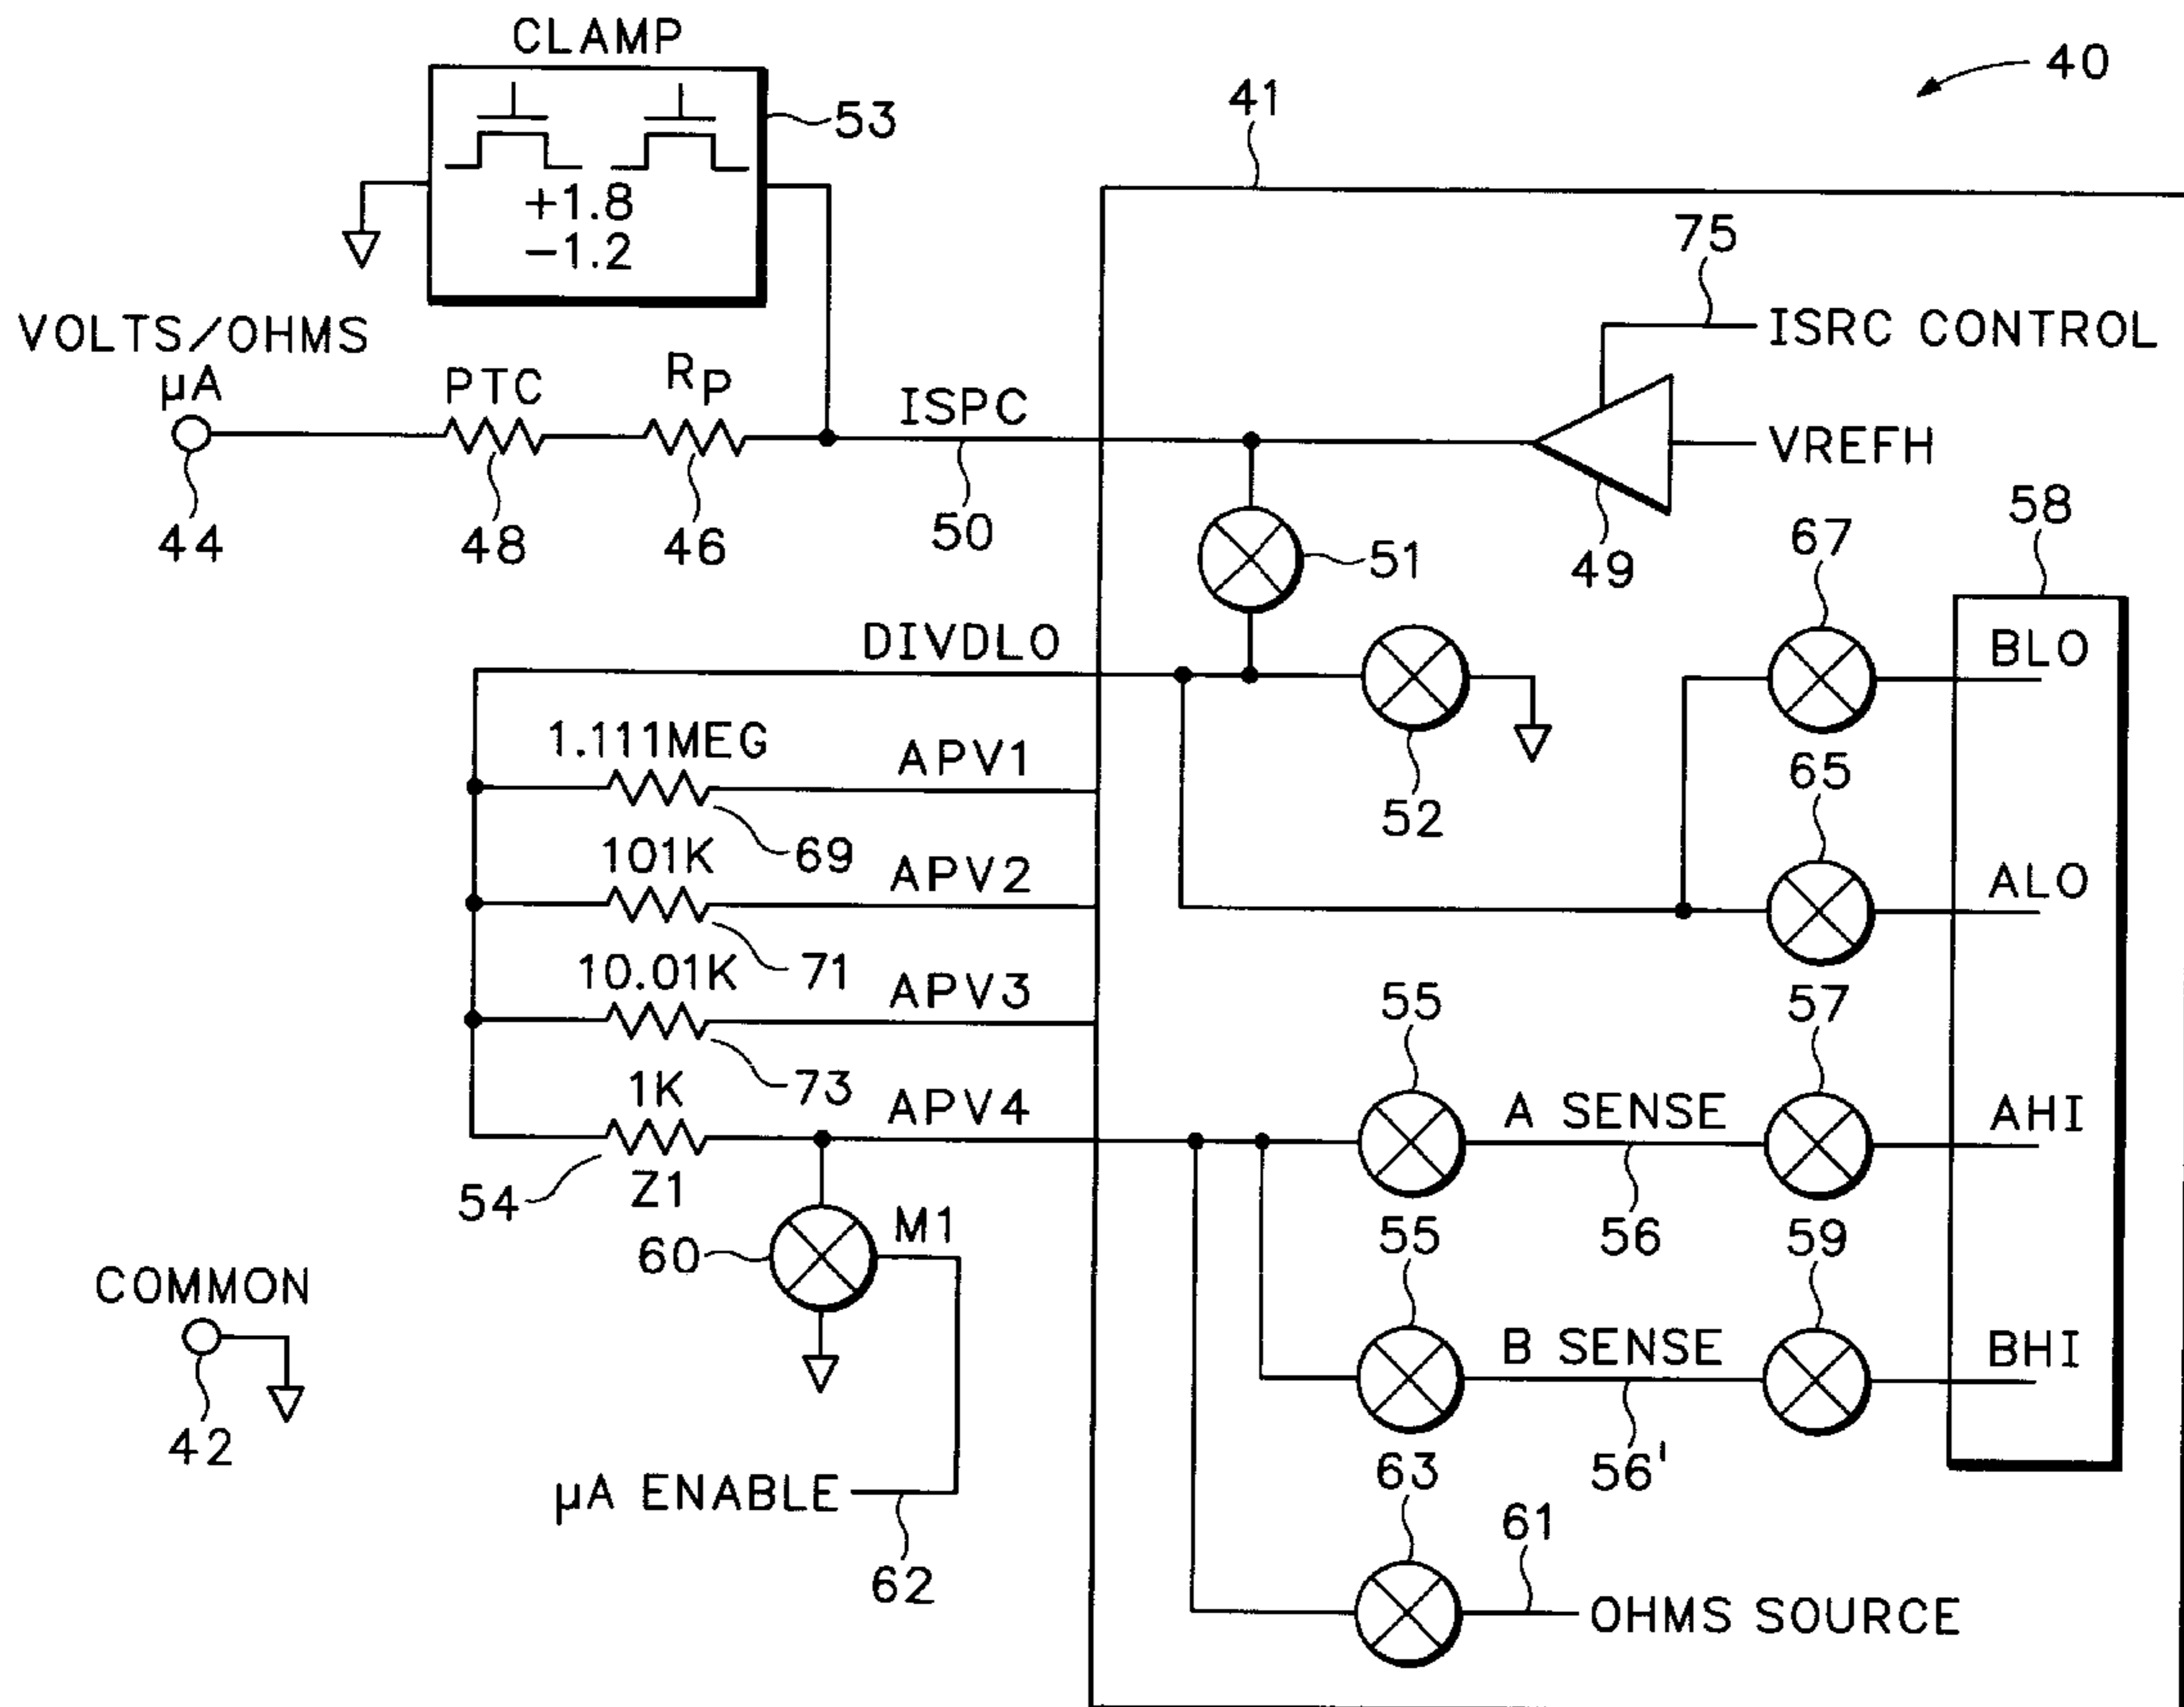 CLAMP
40
41
53
+1.8
-1.2
75
VOLTS/OHMS
ISRC CONTROL
µA
PTC
RP
ISPC
VREFH
58
67
44
48
46
50
51
49
DIVDLO
BLO
1.111MEG
APV1
65
52
101K
69
APV2
ALO
10.01K
71
APV3
55
57
1K
73
APV4
A SENSE
AHI
54
Z1
M1
55
56
59
60
COMMON
B SENSE
BHI
42
63
56'
µA ENABLE
61
62
OHMS SOURCE